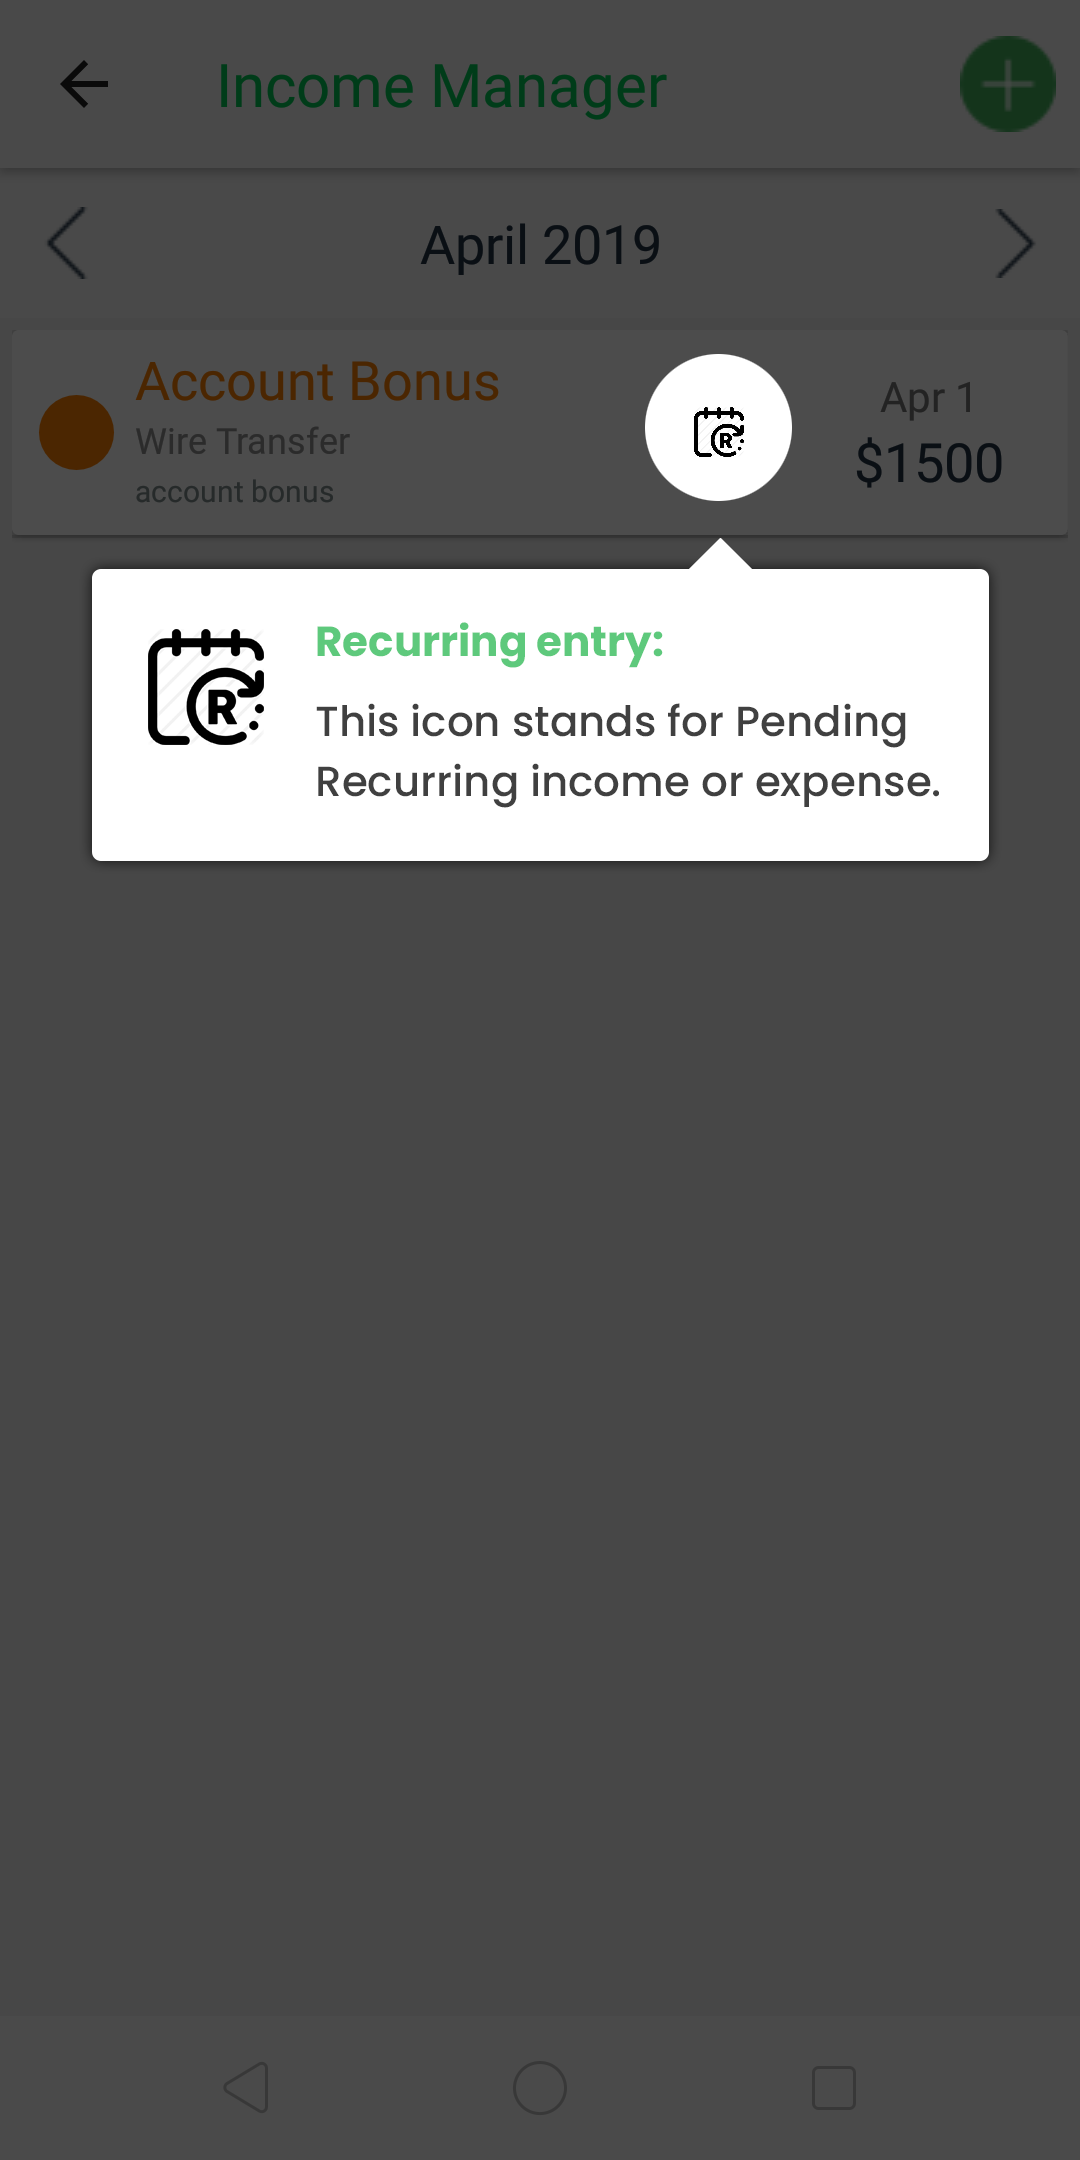 Income Manager
April 2019
Account Bonus
Wire Transfer
account bonus
R
Apr 1
$1500
R
Recurring entry:
This icon stands for Pending
Recurring income or expense.